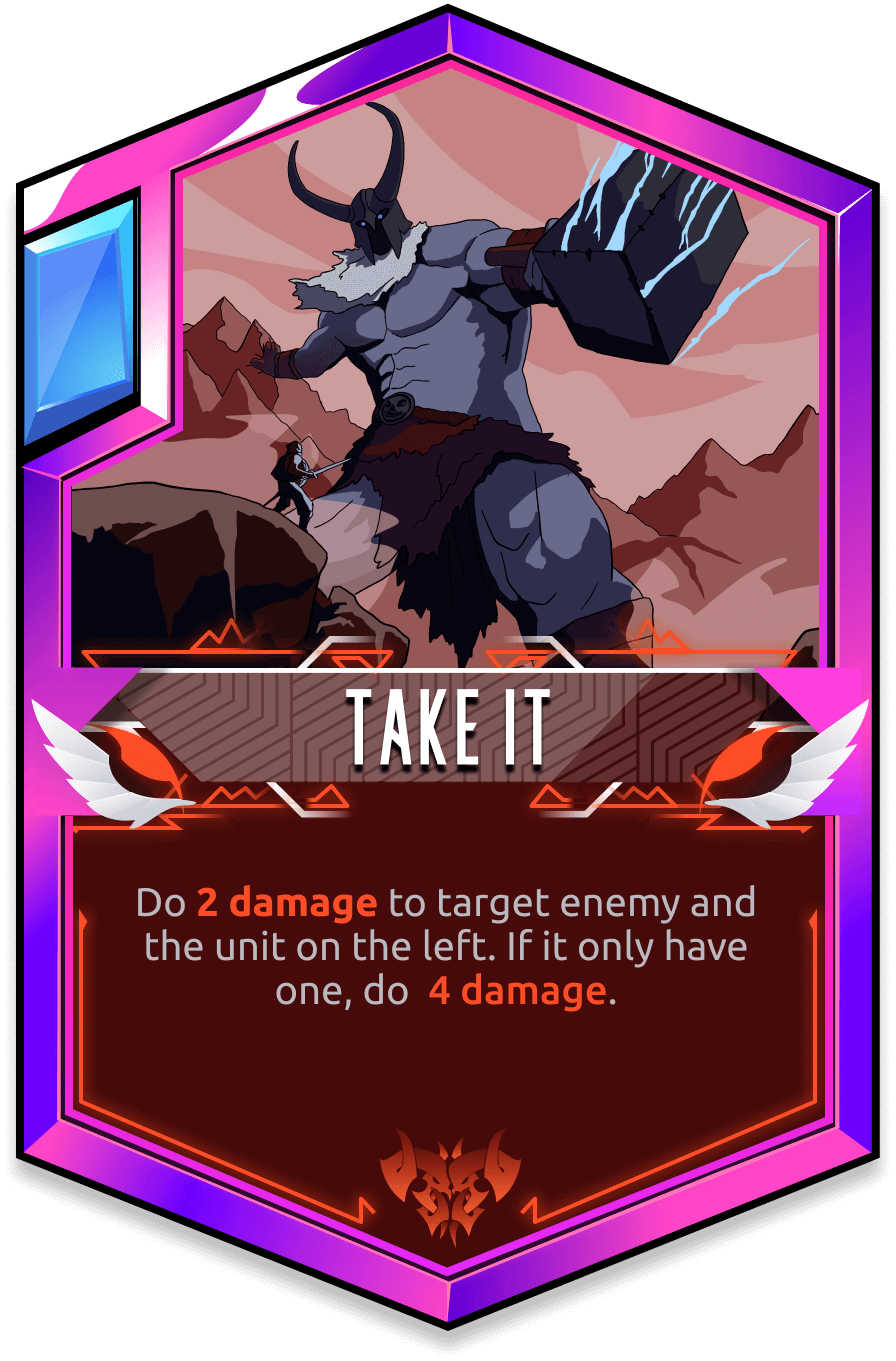 TAKE IT
Do 2 damage to target enemy and
the unit on the left. If it only have
one, do 4 damage.